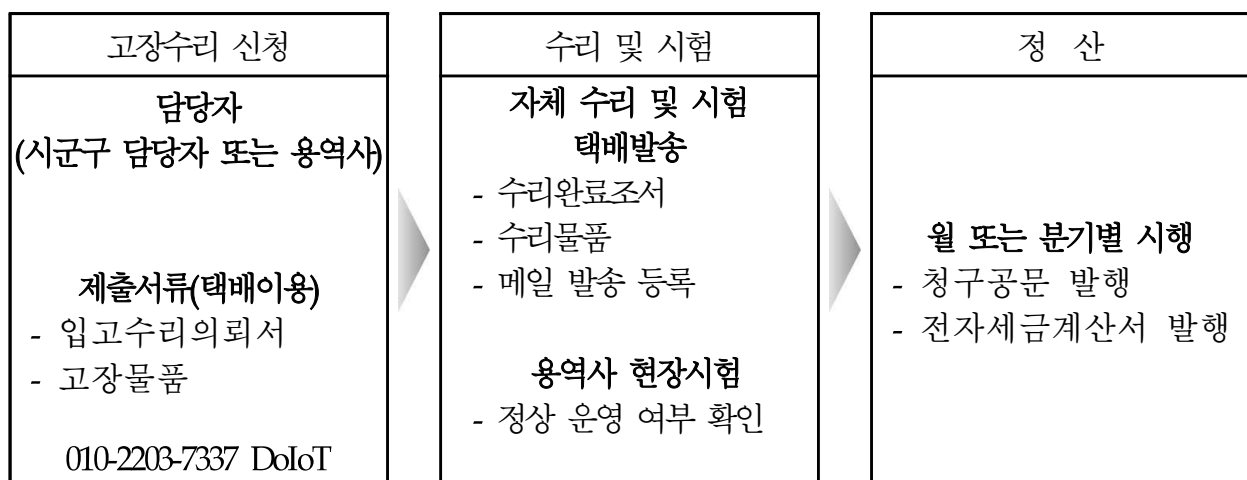 고장수리 신청
담당자
(시군구 담당자 또는 용역사)
제출서류(택배이용)
- 입고수리의뢰서
- 고장물품
010-2203-7337 DoIoT
수리 및 시험
자체 수리 및 시험
택배발송
- 수리완료조서
- 수리물품
- 메일 발송 등록
용역사 현장시험
- 정상 운영 여부 확인
정 산
월 또는 분기별 시행
- 청구공문 발행
- 전자세금계산서 발행